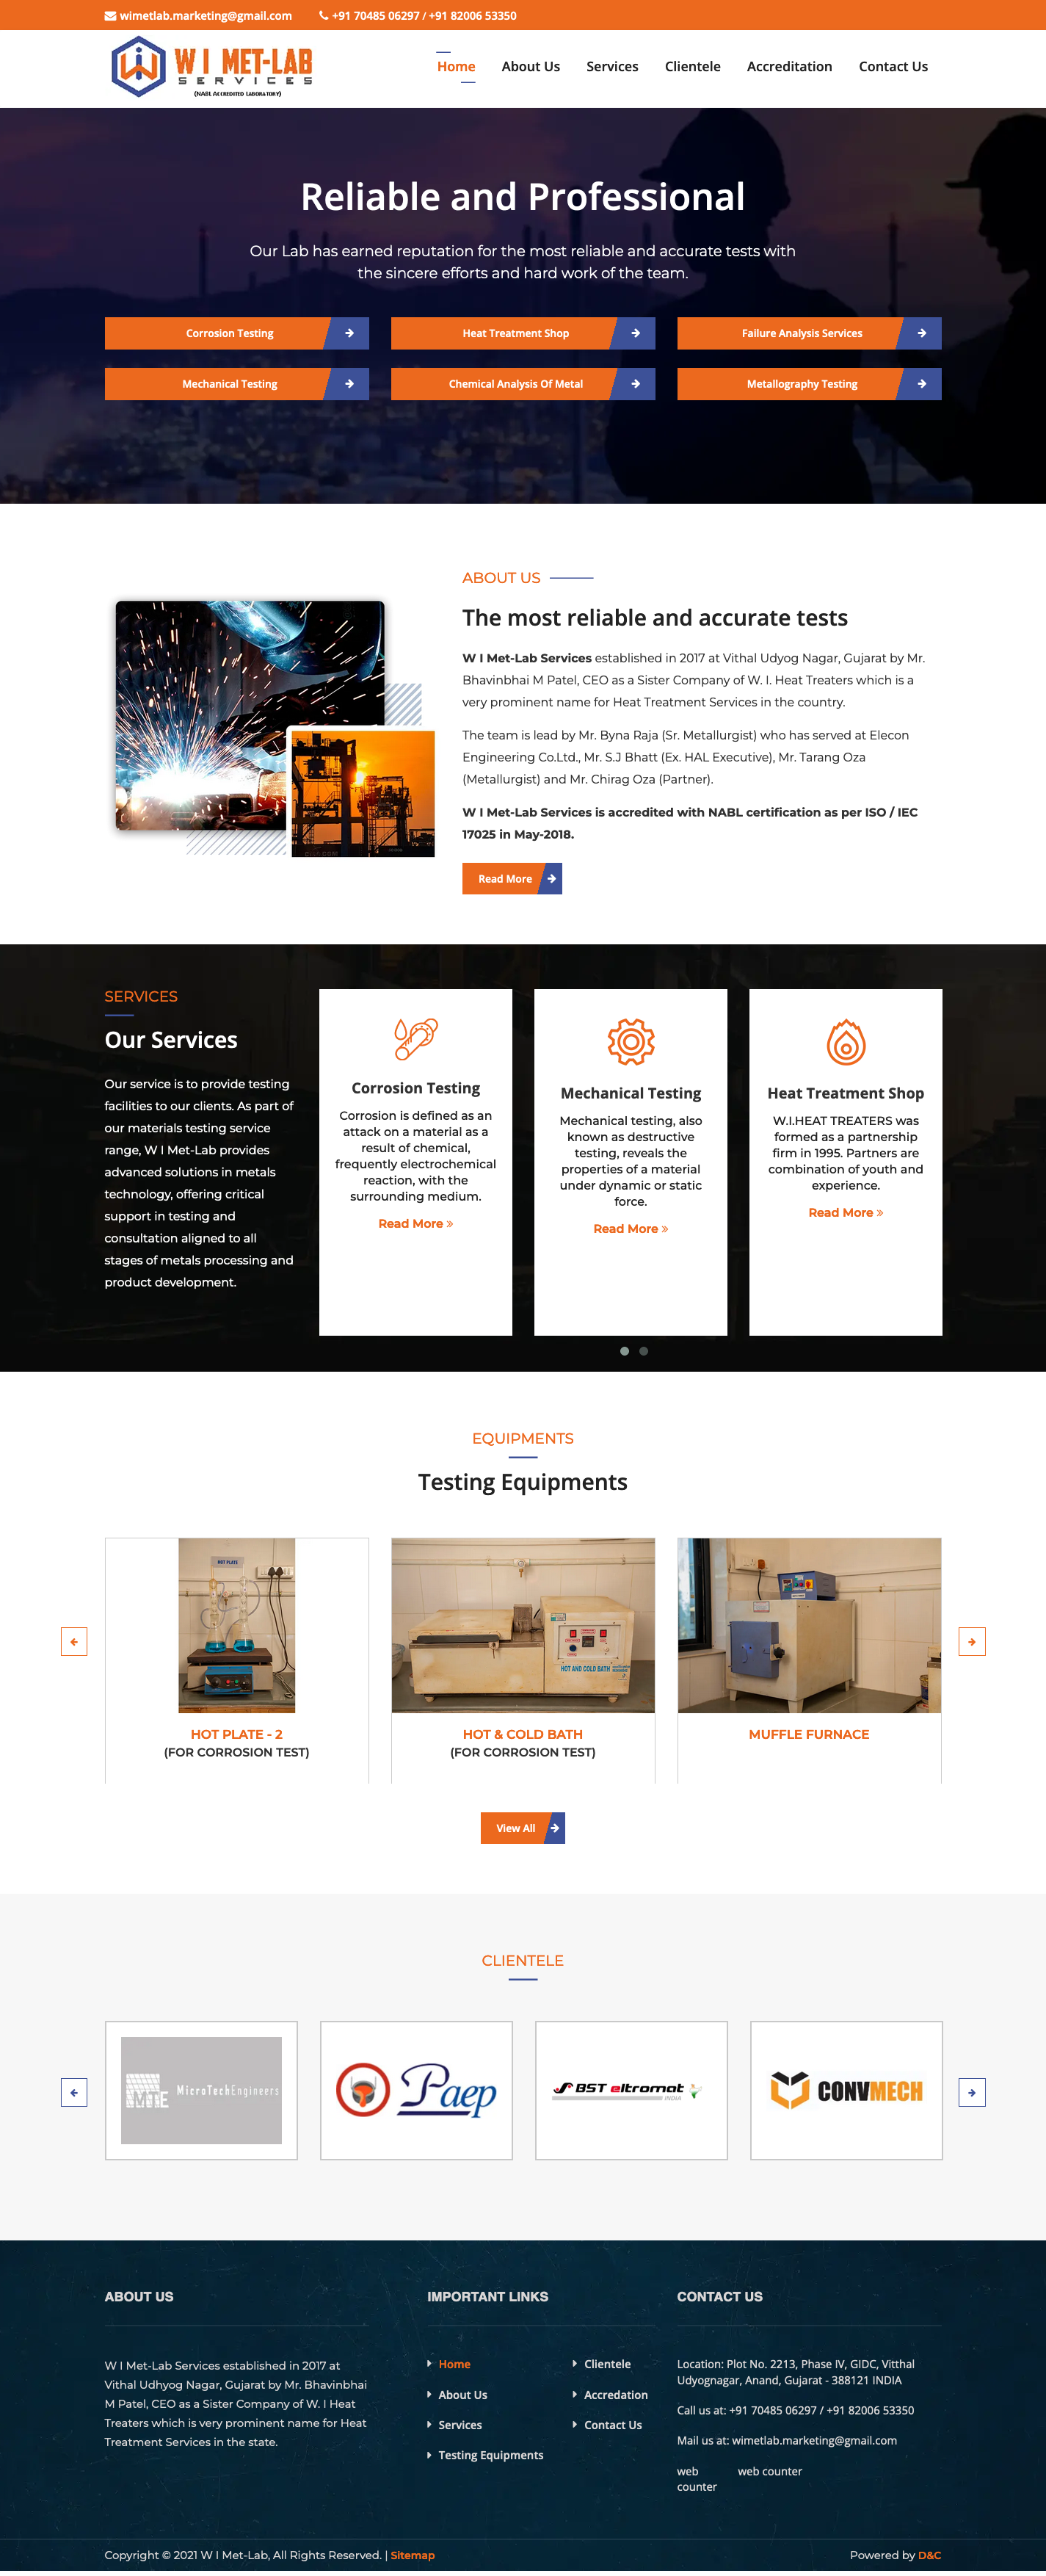 wimetlab.marketing@gmail.com
+91 70485 06297 / +91 82006 53350
W I MET-LAB
SERVICES
(NABL Accredited Laboratory)
Home
About Us
Services
Clientele
Accreditation
Contact Us
Reliable and Professional
Our Lab has earned reputation for the most reliable and accurate tests with
the sincere efforts and hard work of the team.
Corrosion Testing
Heat Treatment Shop
Failure Analysis Services
Mechanical Testing
Chemical Analysis Of Metal
Metallography Testing
ABOUT US
The most reliable and accurate tests
W I Met-Lab Services established in 2017 at Vithal Udyog Nagar, Gujarat by Mr.
Bhavinbhai M Patel, CEO as a Sister Company of W. I. Heat Treaters which is a
very prominent name for Heat Treatment Services in the country.
The team is lead by Mr. Byna Raja (Sr. Metallurgist) who has served at Elecon
Engineering Co.Ltd., Mr. S.J Bhatt (Ex. HAL Executive), Mr. Tarang Oza
(Metallurgist) and Mr. Chirag Oza (Partner).
W I Met-Lab Services is accredited with NABL certification as per ISO / IEC
17025 in May-2018.
Read More
SERVICES
Our Services
Our service is to provide testing
facilities to our clients. As part of
our materials testing service
range, W I Met-Lab provides
advanced solutions in metals
technology, offering critical
support in testing and
consultation aligned to all
stages of metals processing and
product development.
Corrosion Testing
Corrosion is defined as an
attack on a material as a
result of chemical,
frequently electrochemical
reaction, with the
surrounding medium.
Read More »
Mechanical Testing
Mechanical testing, also
known as destructive
testing, reveals the
properties of a material
under dynamic or static
force.
Read More »
Heat Treatment Shop
W.I.HEAT TREATERS was
formed as a partnership
firm in 1995. Partners are
combination of youth and
experience.
Read More »
EQUIPMENTS
Testing Equipments
HOT PLATE
HOT AND COLD BATH
HOT PLATE - 2
(FOR CORROSION TEST)
HOT & COLD BATH
(FOR CORROSION TEST)
MUFFLE FURNACE
View All
CLIENTELE
MTE MicroTechEngineers
Paep
BST eltromat
INDIA
CONVMECH
ABOUT US
W I Met-Lab Services established in 2017 at
Vithal Udyog Nagar, Gujarat by Mr. Bhavinbhai
M Patel, CEO as a Sister Company of W. I Heat
Treaters which is very prominent name for Heat
Treatment Services in the state.
IMPORTANT LINKS
Home
About Us
Services
Testing Equipments
Clientele
Accredation
Contact Us
CONTACT US
Location: Plot No. 2213, Phase IV, GIDC, Vitthal
Udyognagar, Anand, Gujarat - 388121 INDIA
Call us at: +91 70485 06297 / +91 82006 53350
Mail us at: wimetlab.marketing@gmail.com
web
counter
web counter
Copyright © 2021 W I Met-Lab, All Rights Reserved. | Sitemap
Powered by D&C